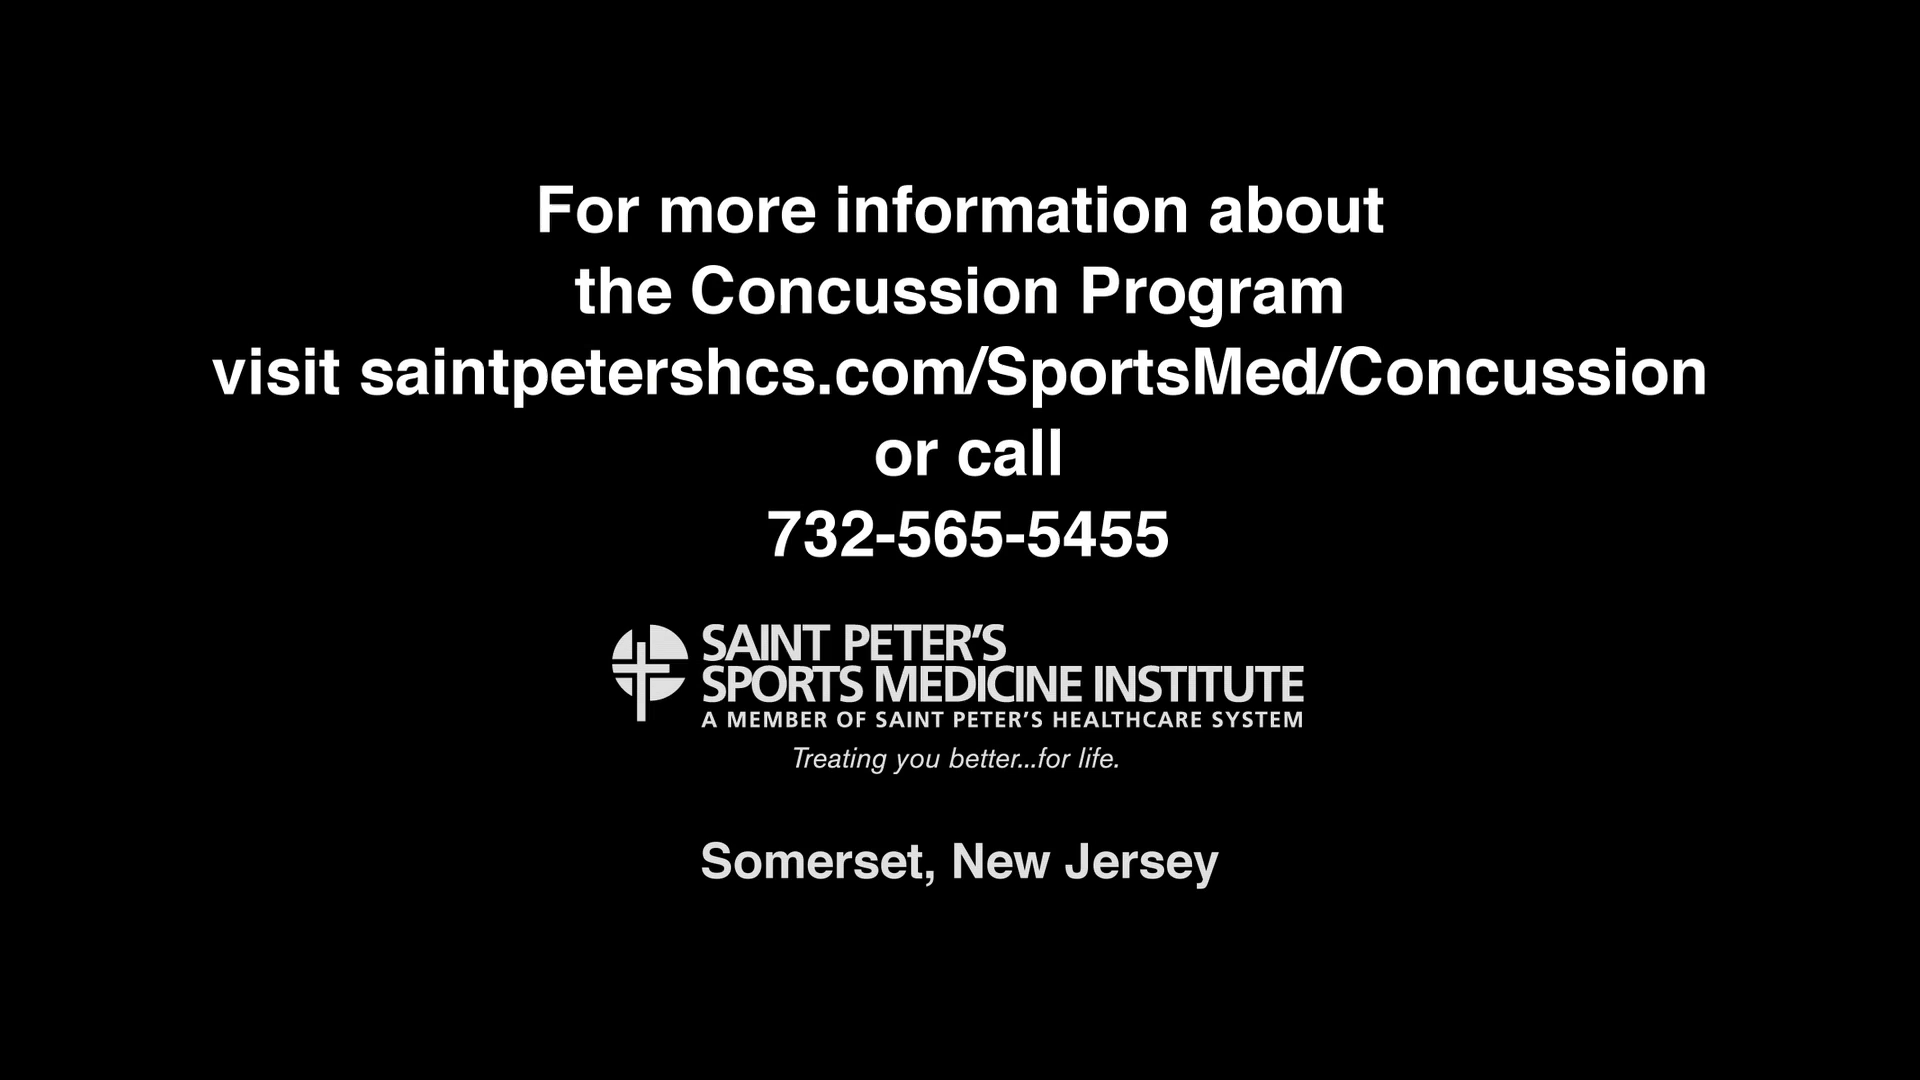 For more information about
the Concussion Program
visit saintpetershcs.com/SportsMed/Concussion
or call
732-565-5455
SAINT PETER'S
SPORTS MEDICINE INSTITUTE
A MEMBER OF SAINT PETER'S HEALTHCARE SYSTEM
Treating you better...for life.
Somerset, New Jersey